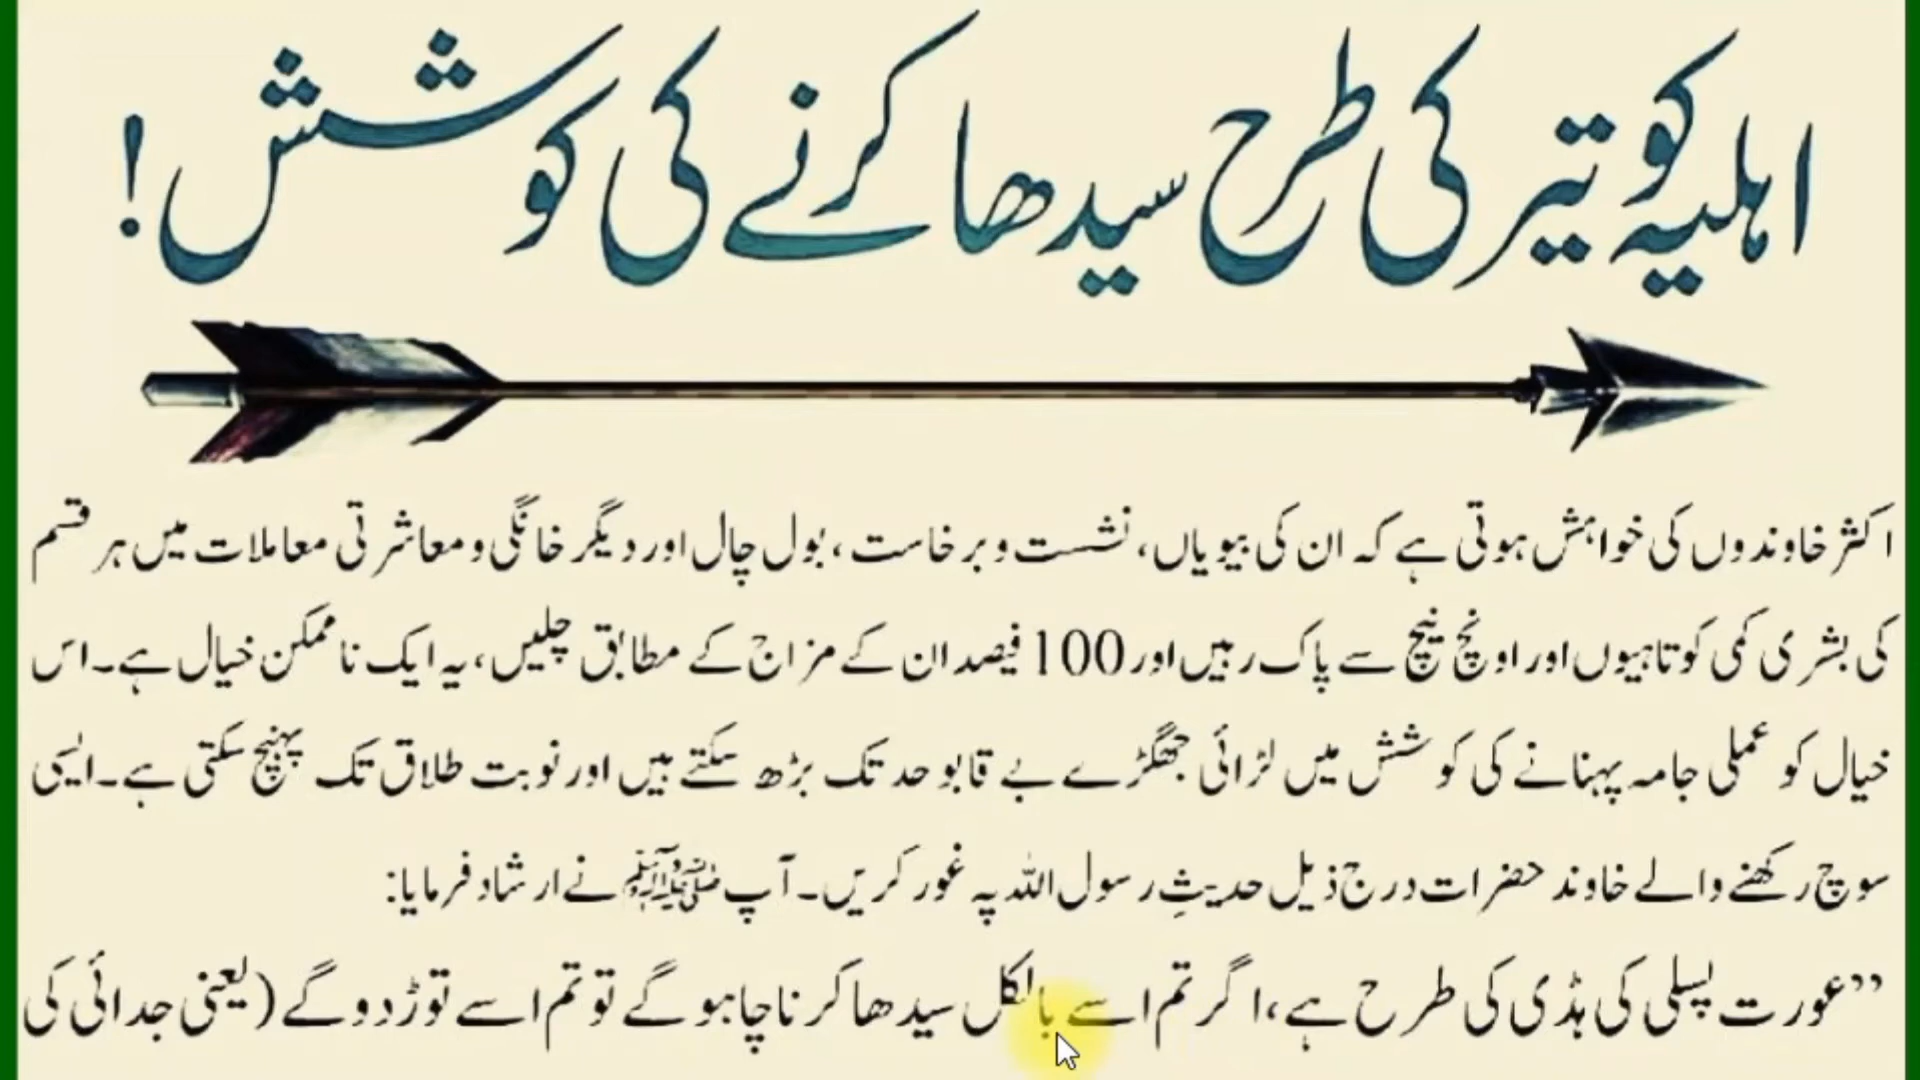 اہلیہ کو تیر کی طرح سیدھا کرنے کی کوشش!
اکثر خاوندوں کی خواہش ہوتی ہے کہ ان کی بیویاں، نشست و برخاست، بول چال اور دیگر خانگی و معاشرتی معاملات میں ہر قسم
کی بشری کمی کوتاہیوں اور اونچ نیچ سے پاک رہیں اور 100 فیصد ان کے مزاج کے مطابق چلیں، یہ ایک ناممکن خیال ہے۔ اس
خیال کو عملی جامہ پہنانے کی کوشش میں لڑائی جھگڑے بے قابو حد تک بڑھ سکتے ہیں اور نوبت طلاق تک پہنچ سکتی ہے۔ ایسی
سوچ رکھنے والے خاوند حضرات درج ذیل حدیثِ رسول اللہ پہ غور کریں۔ آپ ﷺ نے ارشاد فرمایا:
”عورت پسلی کی ہڈی کی طرح ہے، اگر تم اسے بالکل سیدھا کرنا چاہو گے تو تم اسے توڑ دو گے (یعنی جدائی کی